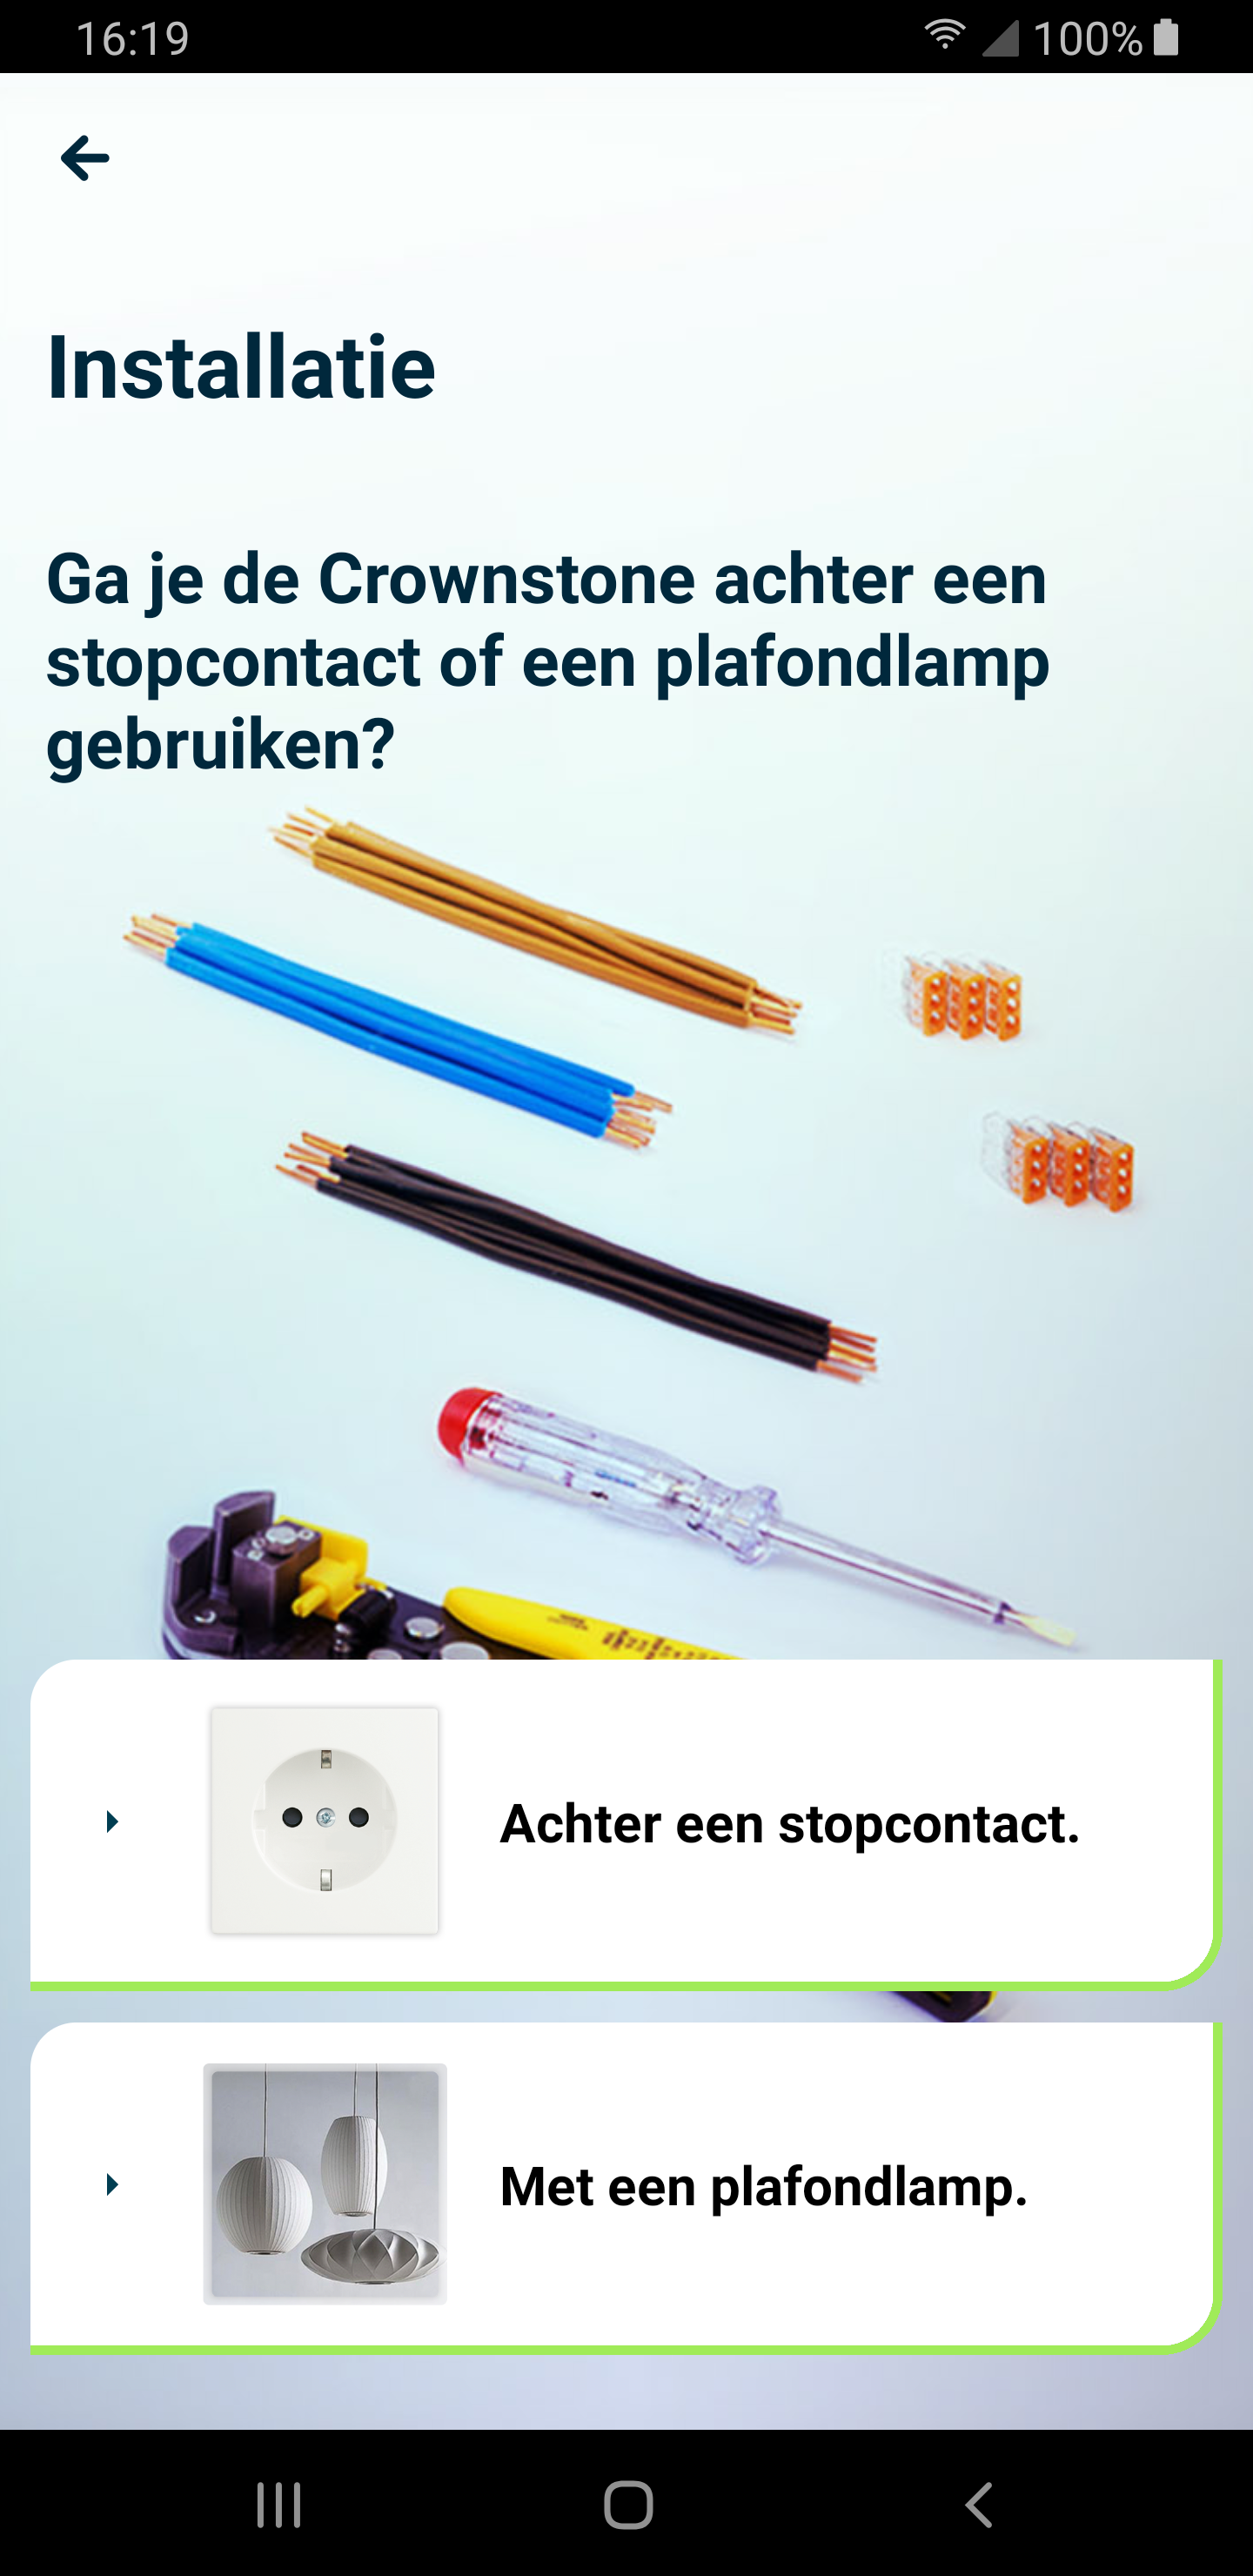 16:19
100%
Installatie
Ga je de Crownstone achter een
stopcontact of een plafondlamp
gebruiken?
Achter een stopcontact.
Met een plafondlamp.